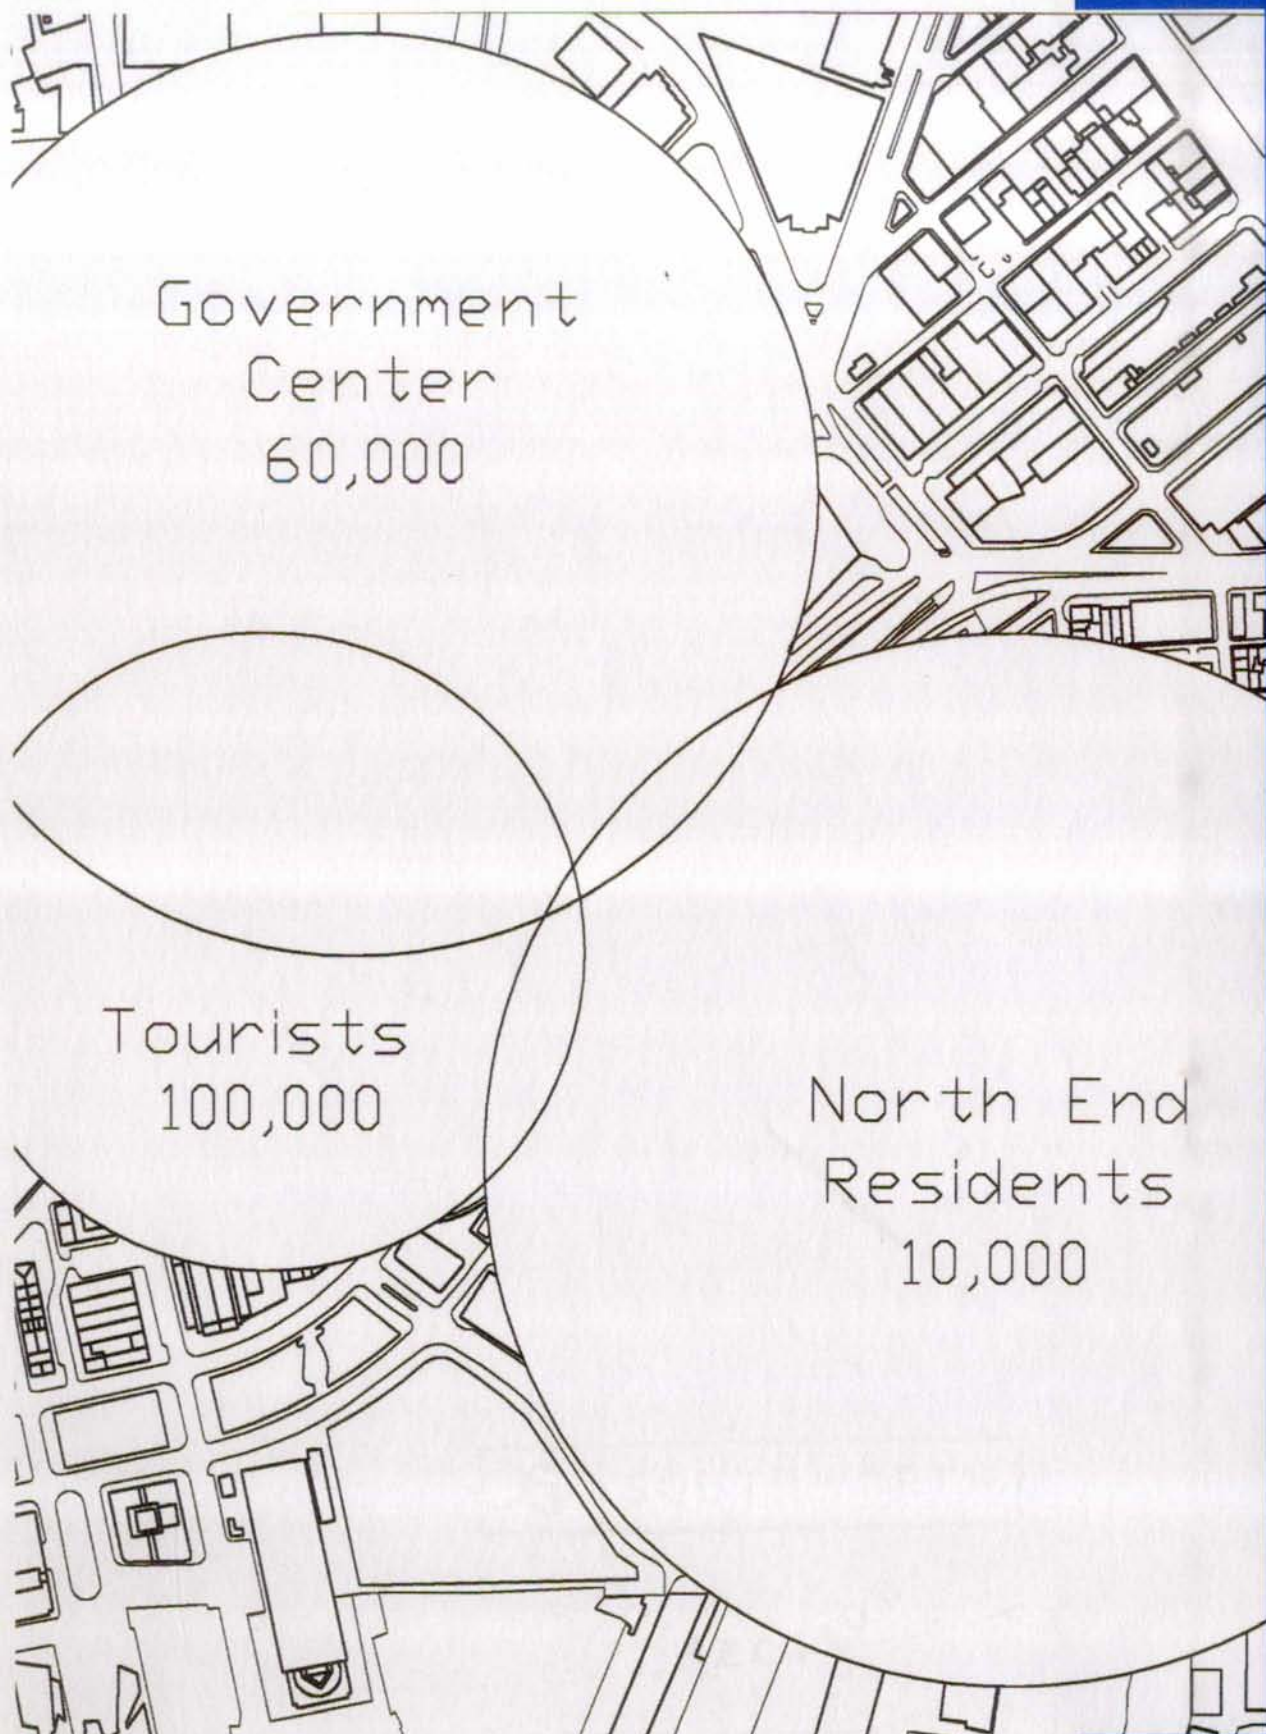 Government
Center
60,000
Tourists
100,000
North End
Residents
10,000